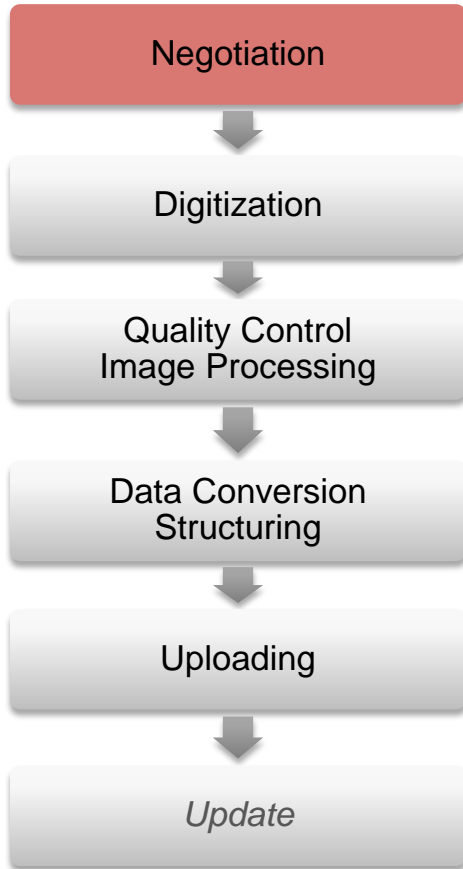 Negotiation
Digitization
Quality Control
Image Processing
Data Conversion
Structuring
Uploading
Update